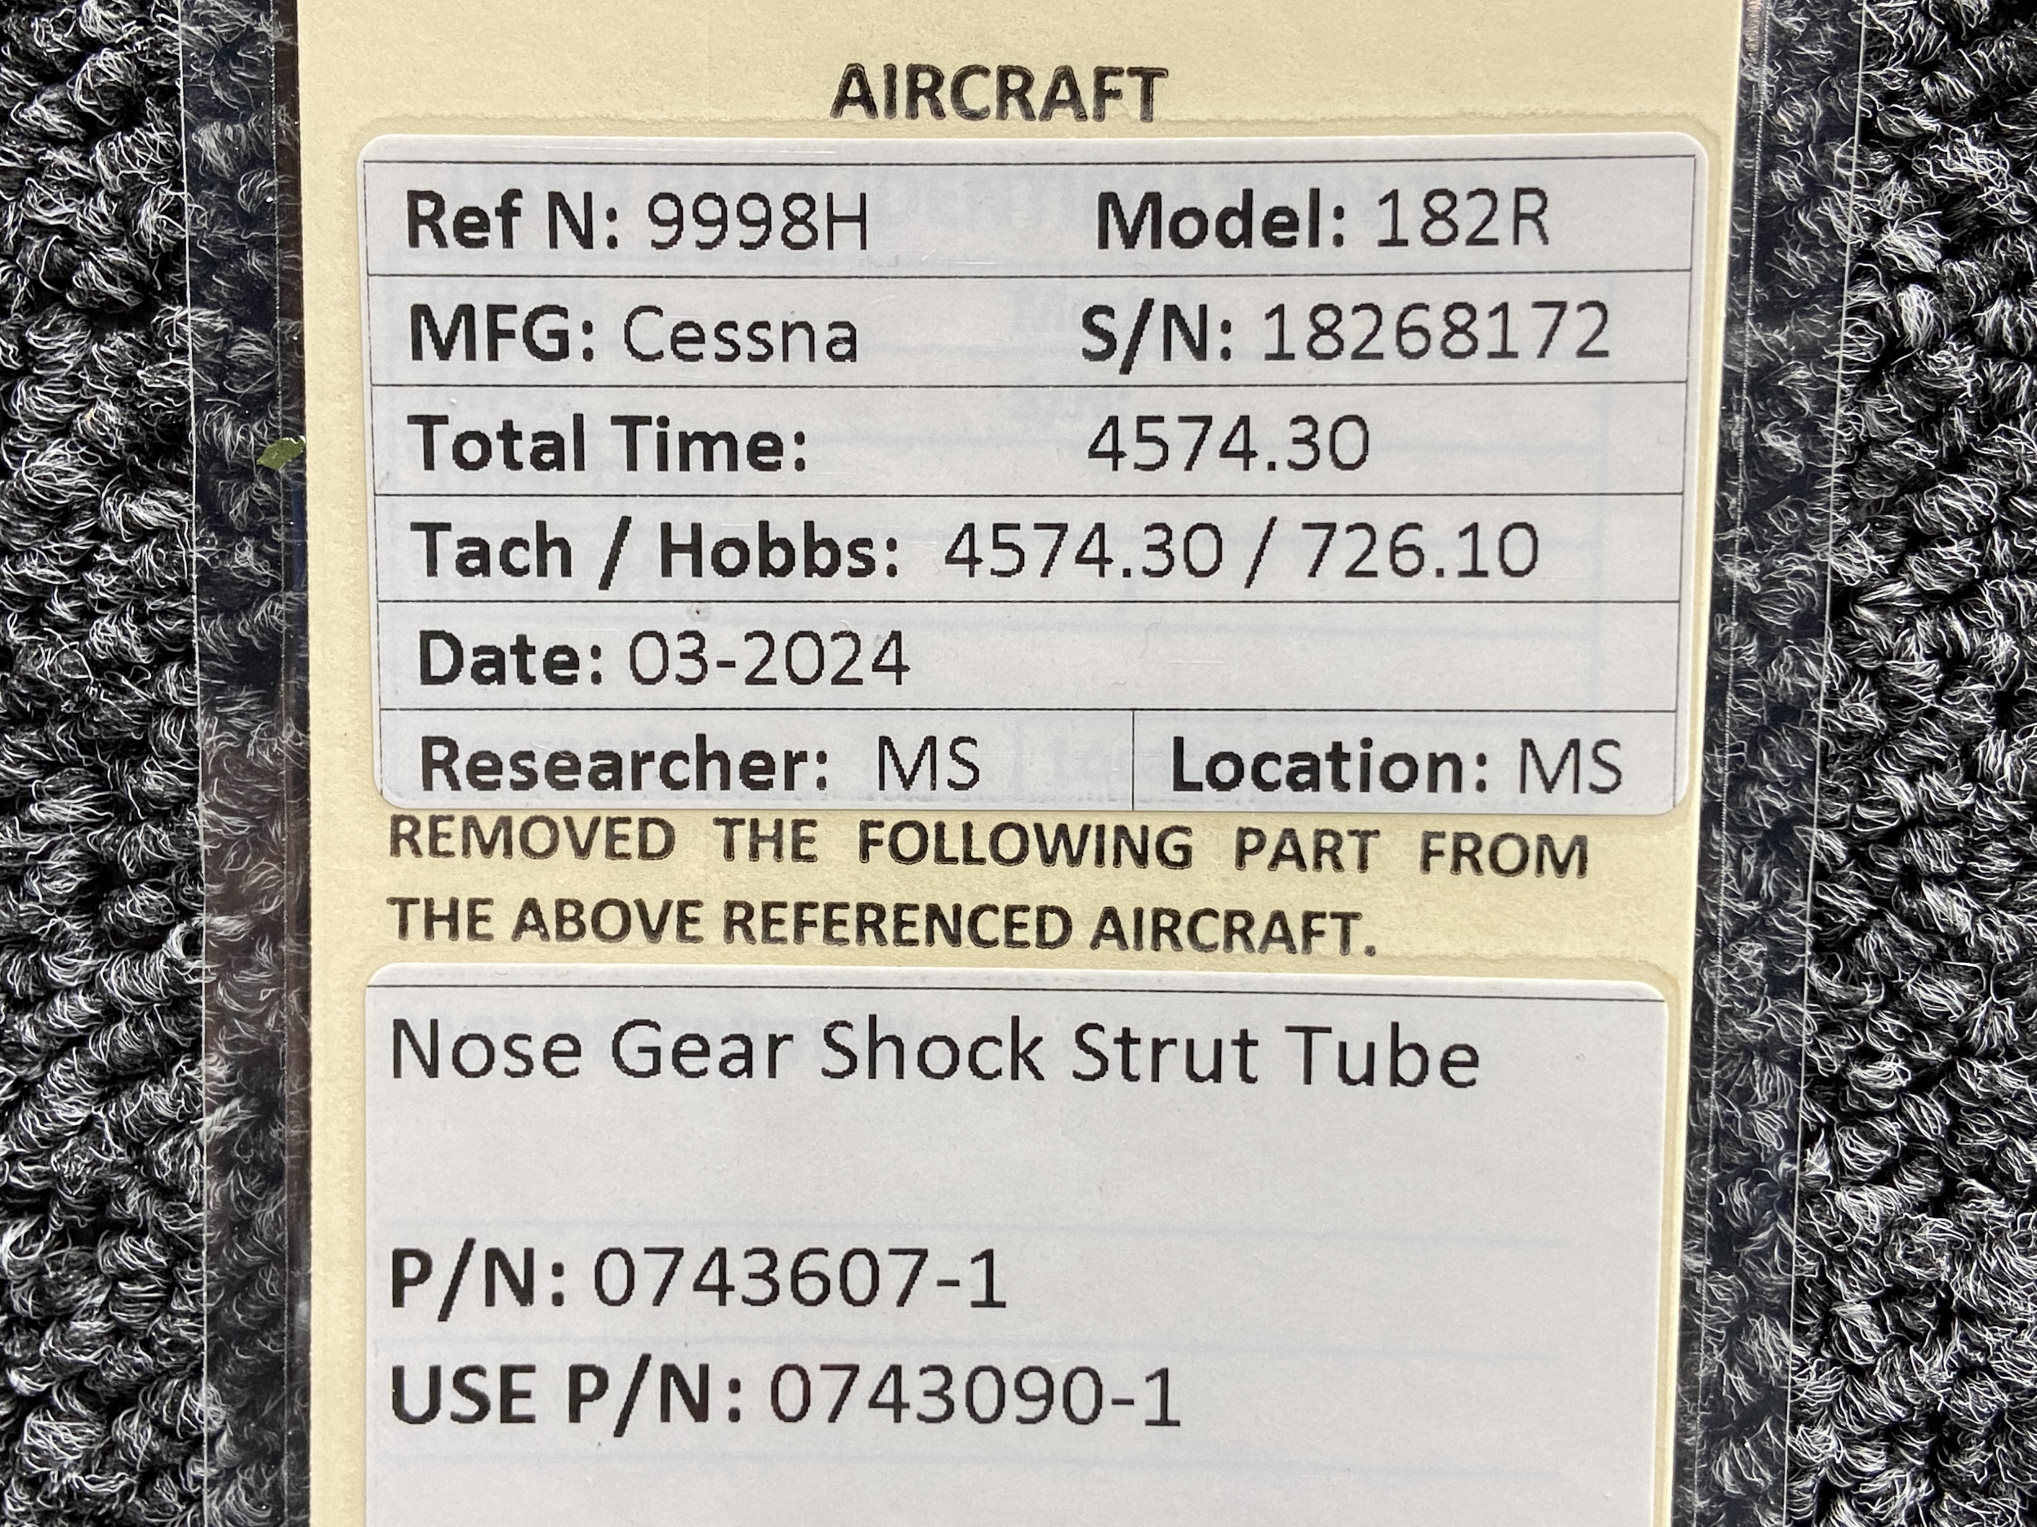 AIRCRAFT
Ref N: 9998H Model: 182R
MFG: Cessna S/N: 18268172
Total Time: 4574.30
Tach / Hobbs: 4574.30 / 726.10
Date: 03-2024
Researcher: MS Location: MS
REMOVED THE FOLLOWING PART FROM
THE ABOVE REFERENCED AIRCRAFT.
Nose Gear Shock Strut Tube
P/N: 0743607-1
USE P/N: 0743090-1